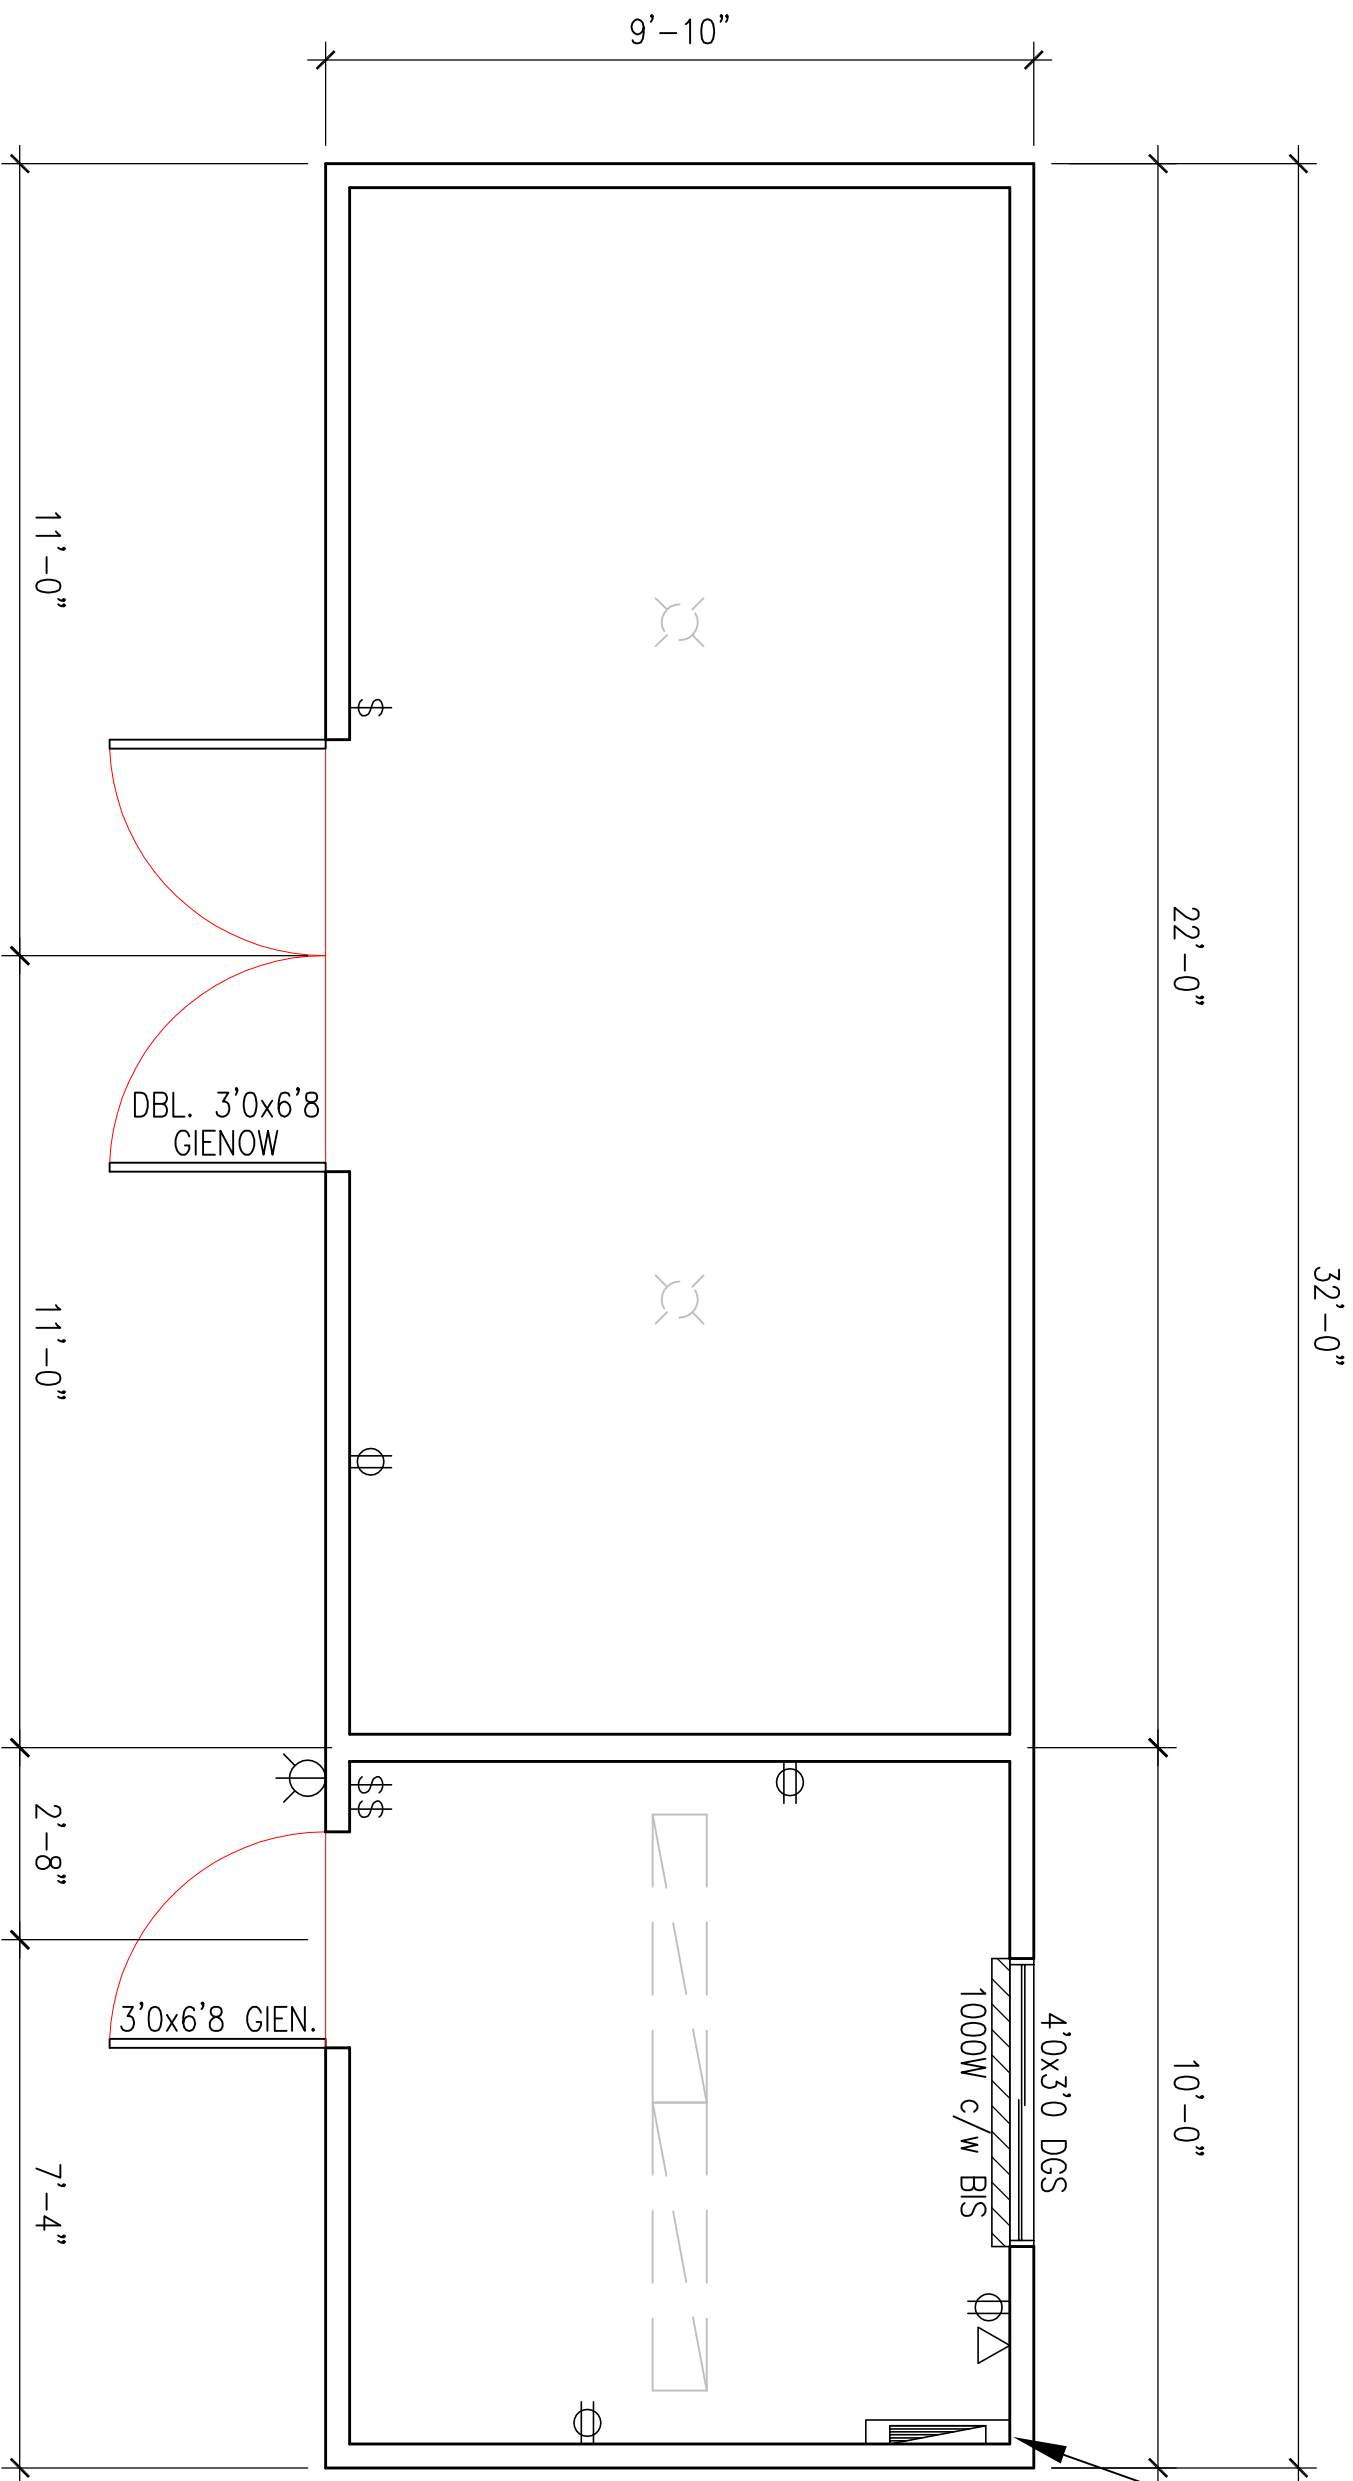 9'-10"
11'-0"
22'-0"
32'-0"
DBL. 3'0x6'8
GIENOW
11'-0"
$
$$
2'-8"
3'0x6'8 GIEN.
4'0x3'0 DGS
1000W c/w BIS
10'-0"
7'-4"